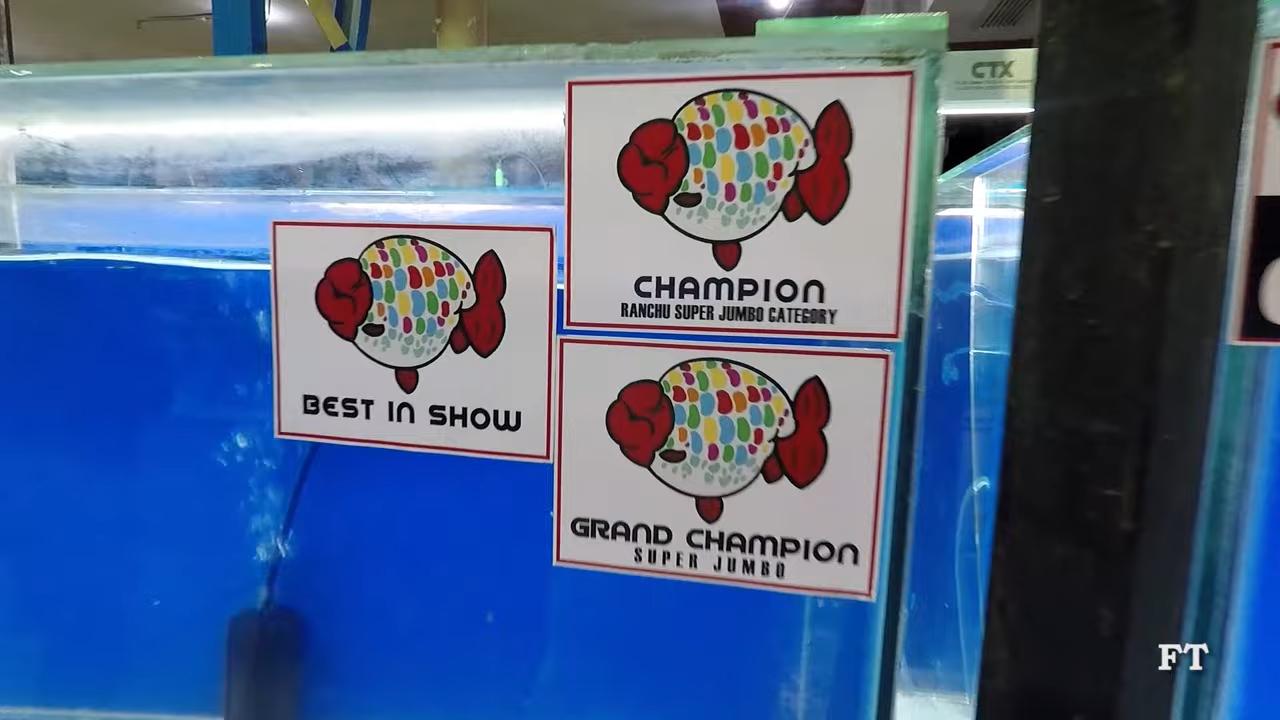 CTX
CHAMPION
RANCHU SUPER JUMBO CATEGORY
BEST IN SHOW
GRAND CHAMPION
SUPER JUMBO
FT